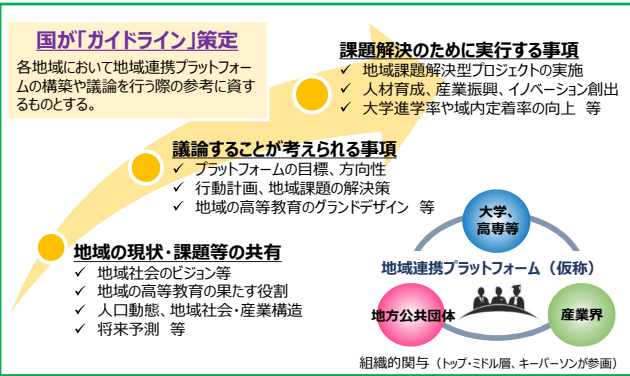 国が「ガイドライン」策定
各地域において地域連携プラットフォー
ムの構築や議論を行う際の参考に資す
るものとする。
課題解決のために実行する事項
✓ 地域課題解決型プロジェクトの実施
✓ 人材育成、産業振興、イノベーション創出
✓ 大学進学率や域内定着率の向上 等
議論することが考えられる事項
✓ プラットフォームの目標、方向性
✓ 行動計画、地域課題の解決策
✓ 地域の高等教育のグランドデザイン 等
地域の現状・課題等の共有
✓ 地域社会のビジョン等
✓ 地域の高等教育の果たす役割
✓ 人口動態、地域社会・産業構造
✓ 将来予測 等
大学、
高専等
地域連携プラットフォーム（仮称）
地方公共団体
産業界
組織的関与（トップ・ミドル層、キーパーソンが参画）